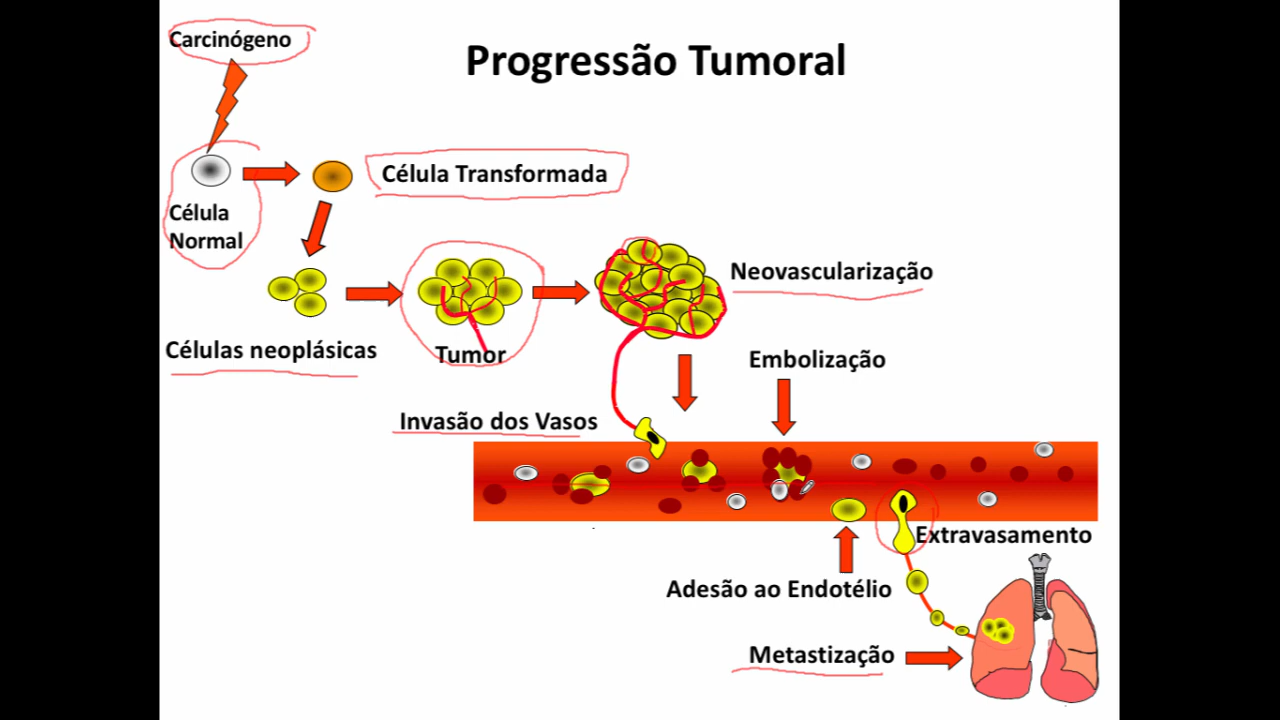 Carcinógeno
Progressão Tumoral
Célula Transformada
Célula
Normal
Neovascularização
Células neoplásicas
Tumor
Embolização
Invasão dos Vasos
Extravasamento
Adesão ao Endotélio
Metastização